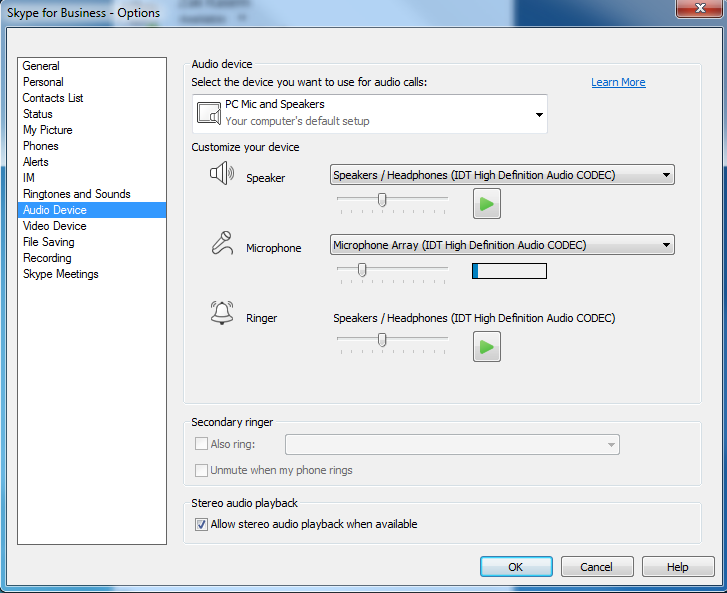 Skype for Business - Options
General
Personal
Contacts List
Status
My Picture
Phones
Alerts
IM
Ringtones and Sounds
Audio Device
Video Device
File Saving
Recording
Skype Meetings
Audio device
Select the device you want to use for audio calls:
Learn More
PC Mic and Speakers
Your computer's default setup
Customize your device
Speaker
Speakers / Headphones (IDT High Definition Audio CODEC)
Microphone
Microphone Array (IDT High Definition Audio CODEC)
Ringer
Speakers / Headphones (IDT High Definition Audio CODEC)
Secondary ringer
Also ring:
Unmute when my phone rings
Stereo audio playback
Allow stereo audio playback when available
OK
Cancel
Help